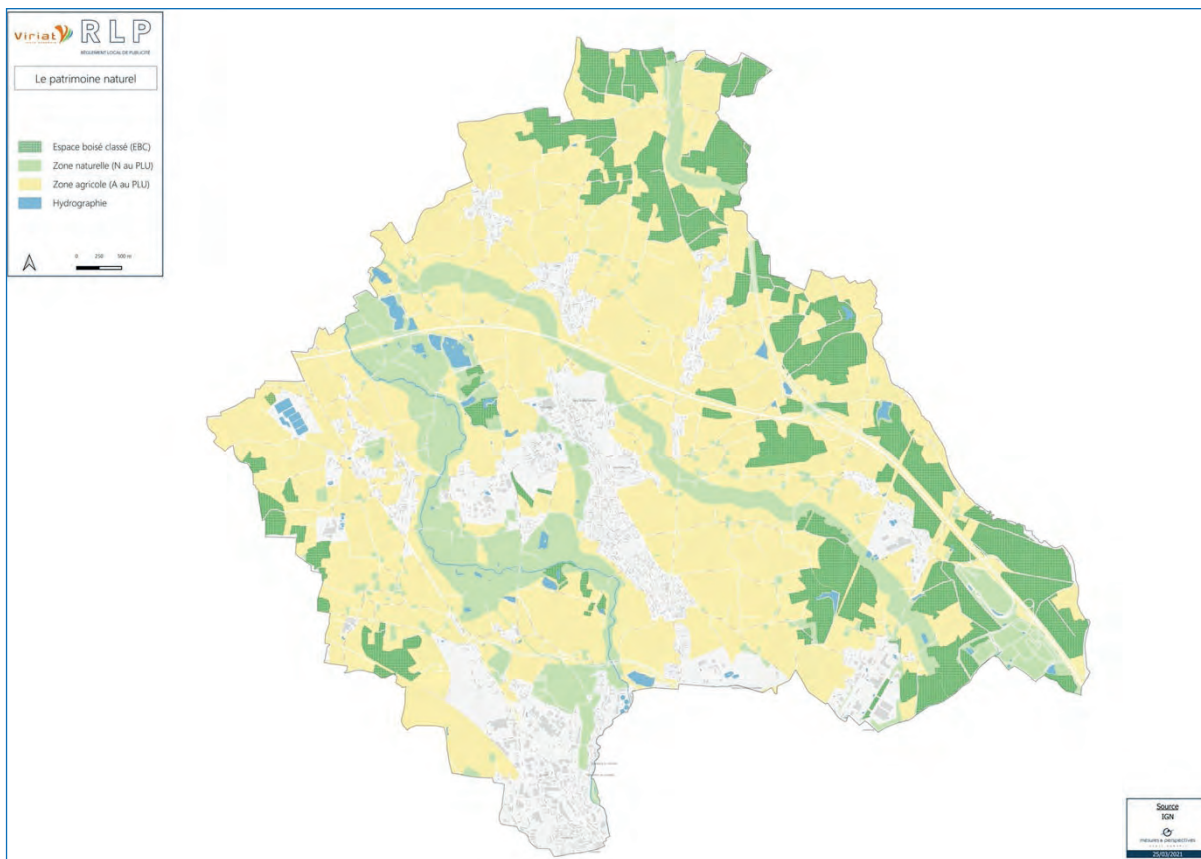 Viriat
RLP
RÈGLEMENT LOCAL DE PUBLICITÉ
Le patrimoine naturel
Espace boisé classé (EBC)
Zone naturelle (N au PLU)
Zone agricole (A au PLU)
Hydrographie
0 250 500 m
Source
IGN
mesures & perspectives
25/03/2021